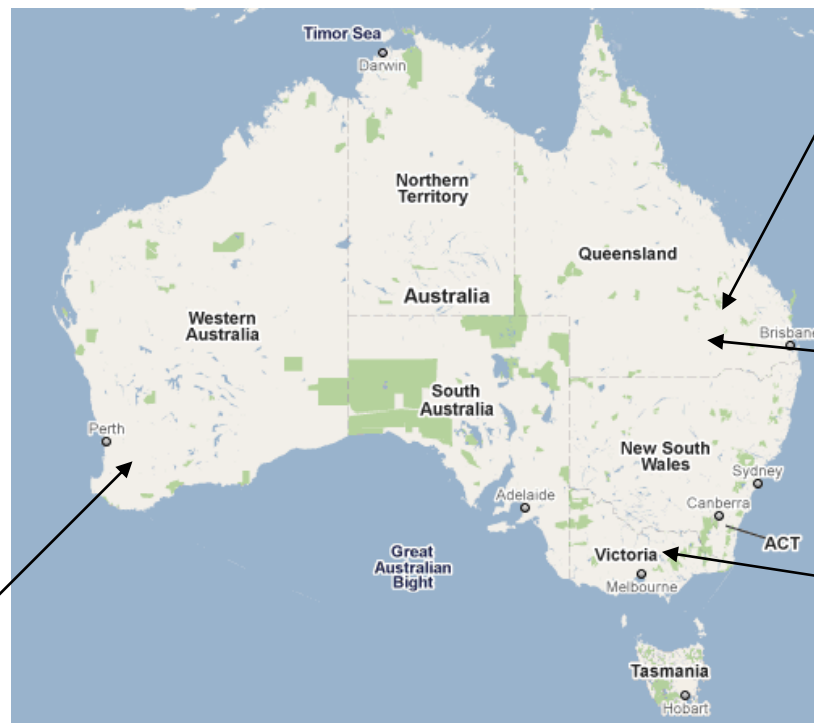 Timor Sea
Darwin
Northern
Territory
Queensland
Australia
Western
Australia
Brisbane
South
Australia
Perth
New South
Wales
Sydney
Adelaide
Canberra
ACT
Great
Australian
Bight
Victoria
Melbourne
Tasmania
Hobart